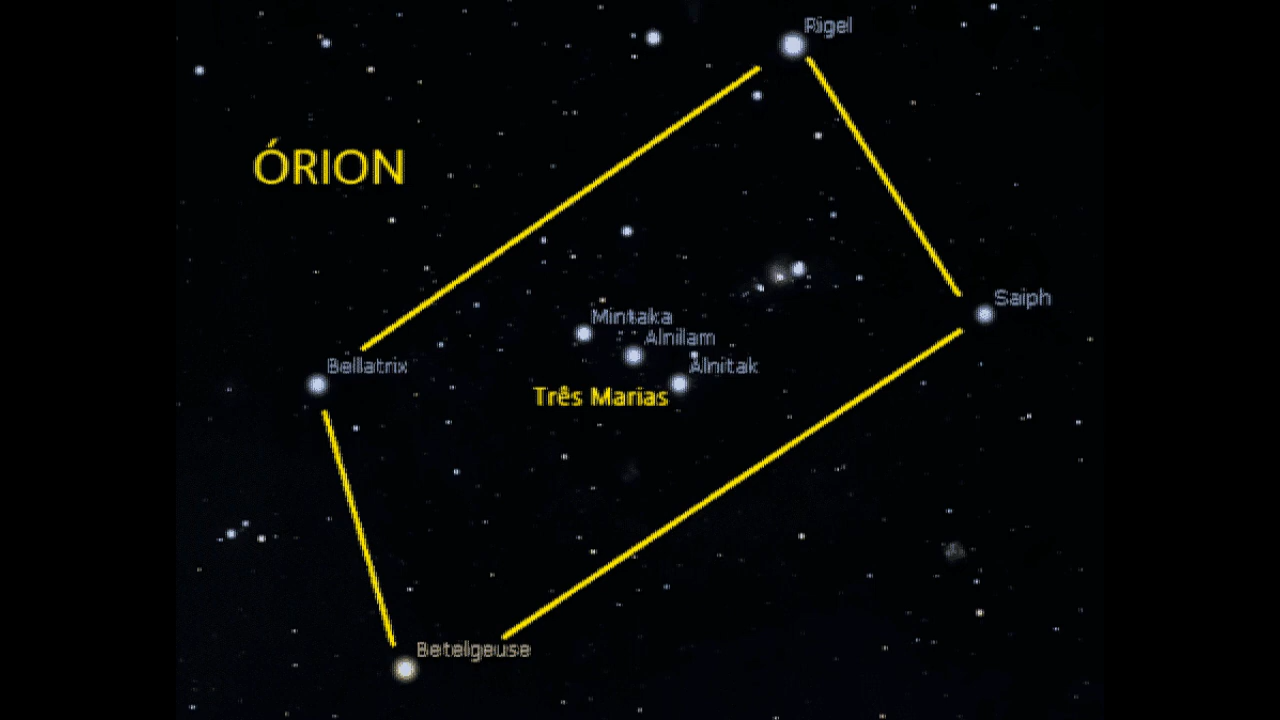 Rigel
ÓRION
Saiph
Mintaka
Alnilam
Bellatrix
Alnitak
Três Marias
Betelgeuse